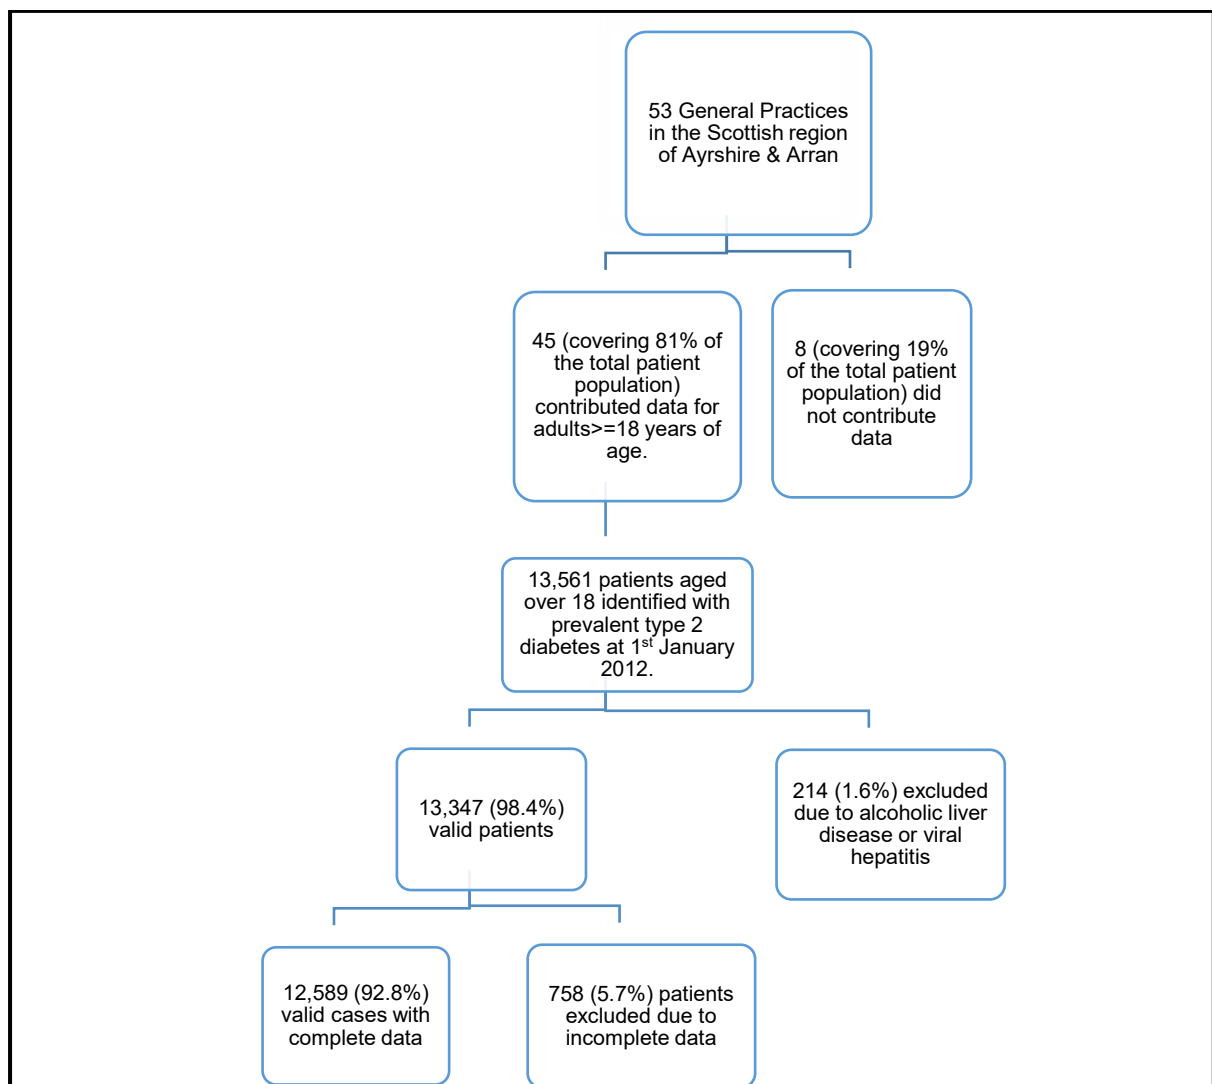 53 General Practices
in the Scottish region
of Ayrshire & Arran
45 (covering 81% of
the total patient
population)
contributed data for
adults>=18 years of
age.
8 (covering 19%
of the total patient
population) did
not contribute
data
13,561 patients aged
over 18 identified with
prevalent type 2
diabetes at 1st January
2012.
13,347 (98.4%)
valid patients
214 (1.6%) excluded
due to alcoholic liver
disease or viral
hepatitis
12,589 (92.8%)
valid cases with
complete data
758 (5.7%) patients
excluded due to
incomplete data